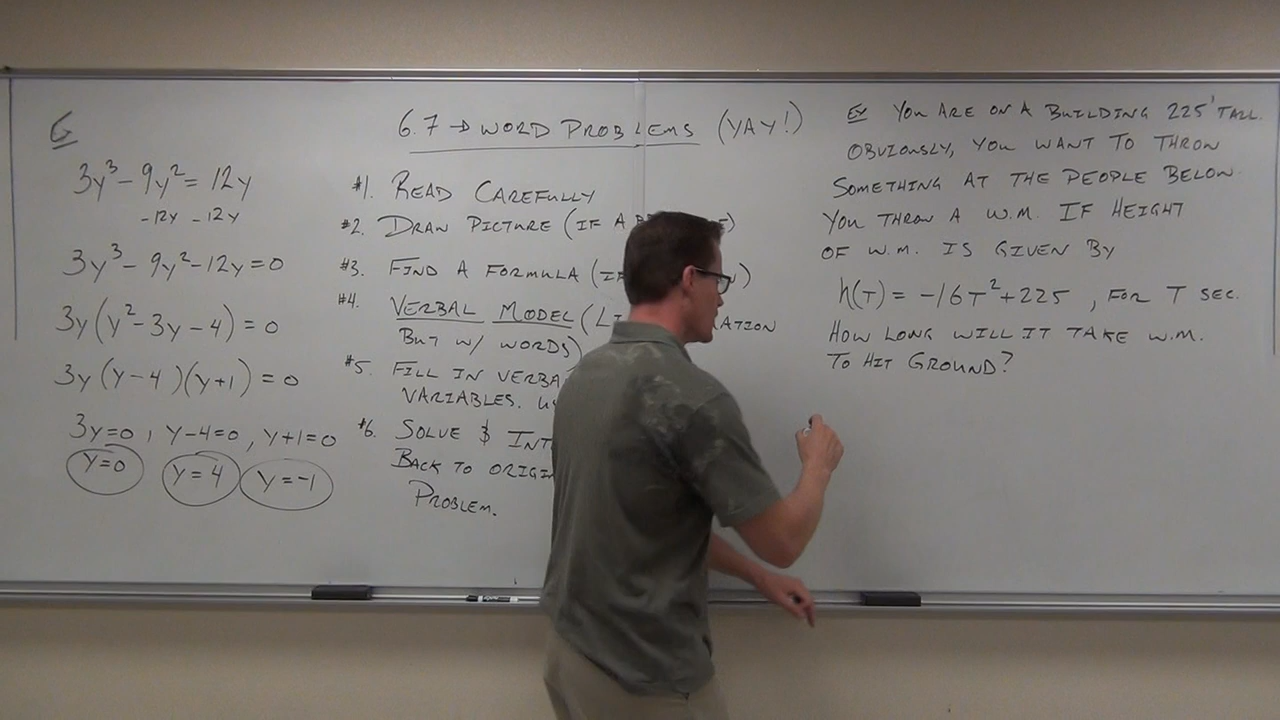 6
3y³ - 9y² = 12y
-12y -12y
3y³ - 9y² - 12y = 0
3y(y² - 3y - 4) = 0
3y(y-4)(y+1) = 0
3y=0, y-4=0, y+1=0
y=0 y=4 y=-1
6.7 → WORD PROBLEMS (YAY!)
#1. READ CAREFULLY
#2. DRAW PICTURE (IF
#3. FIND A FORMULA (IF
#4. VERBAL MODEL (
BUT W/ WORDS)
#5. FILL IN
VARIABLES.
#6. SOLVE &
BACK TO
PROBLEM.
EX YOU ARE ON A BUILDING 225' TALL.
OBVIOUSLY, YOU WANT TO THROW
SOMETHING AT THE PEOPLE BELOW
YOU THROW A W.M. IF HEIGHT
OF W.M. IS GIVEN BY
h(T) = -16T² + 225, FOR T SEC.
HOW LONG WILL IT TAKE W.M.
TO HIT GROUND?